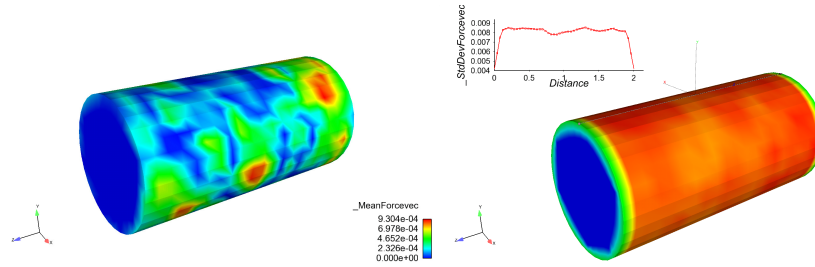 _StdDevForcevec
0.009
0.008
0.007
0.006
0.005
0.004
0 0.5 1 1.5 2
Distance
_MeanForcevec
9.304e-04
6.978e-04
4.652e-04
2.326e-04
0.000e+00
Y
Z
X
Y
Z
X